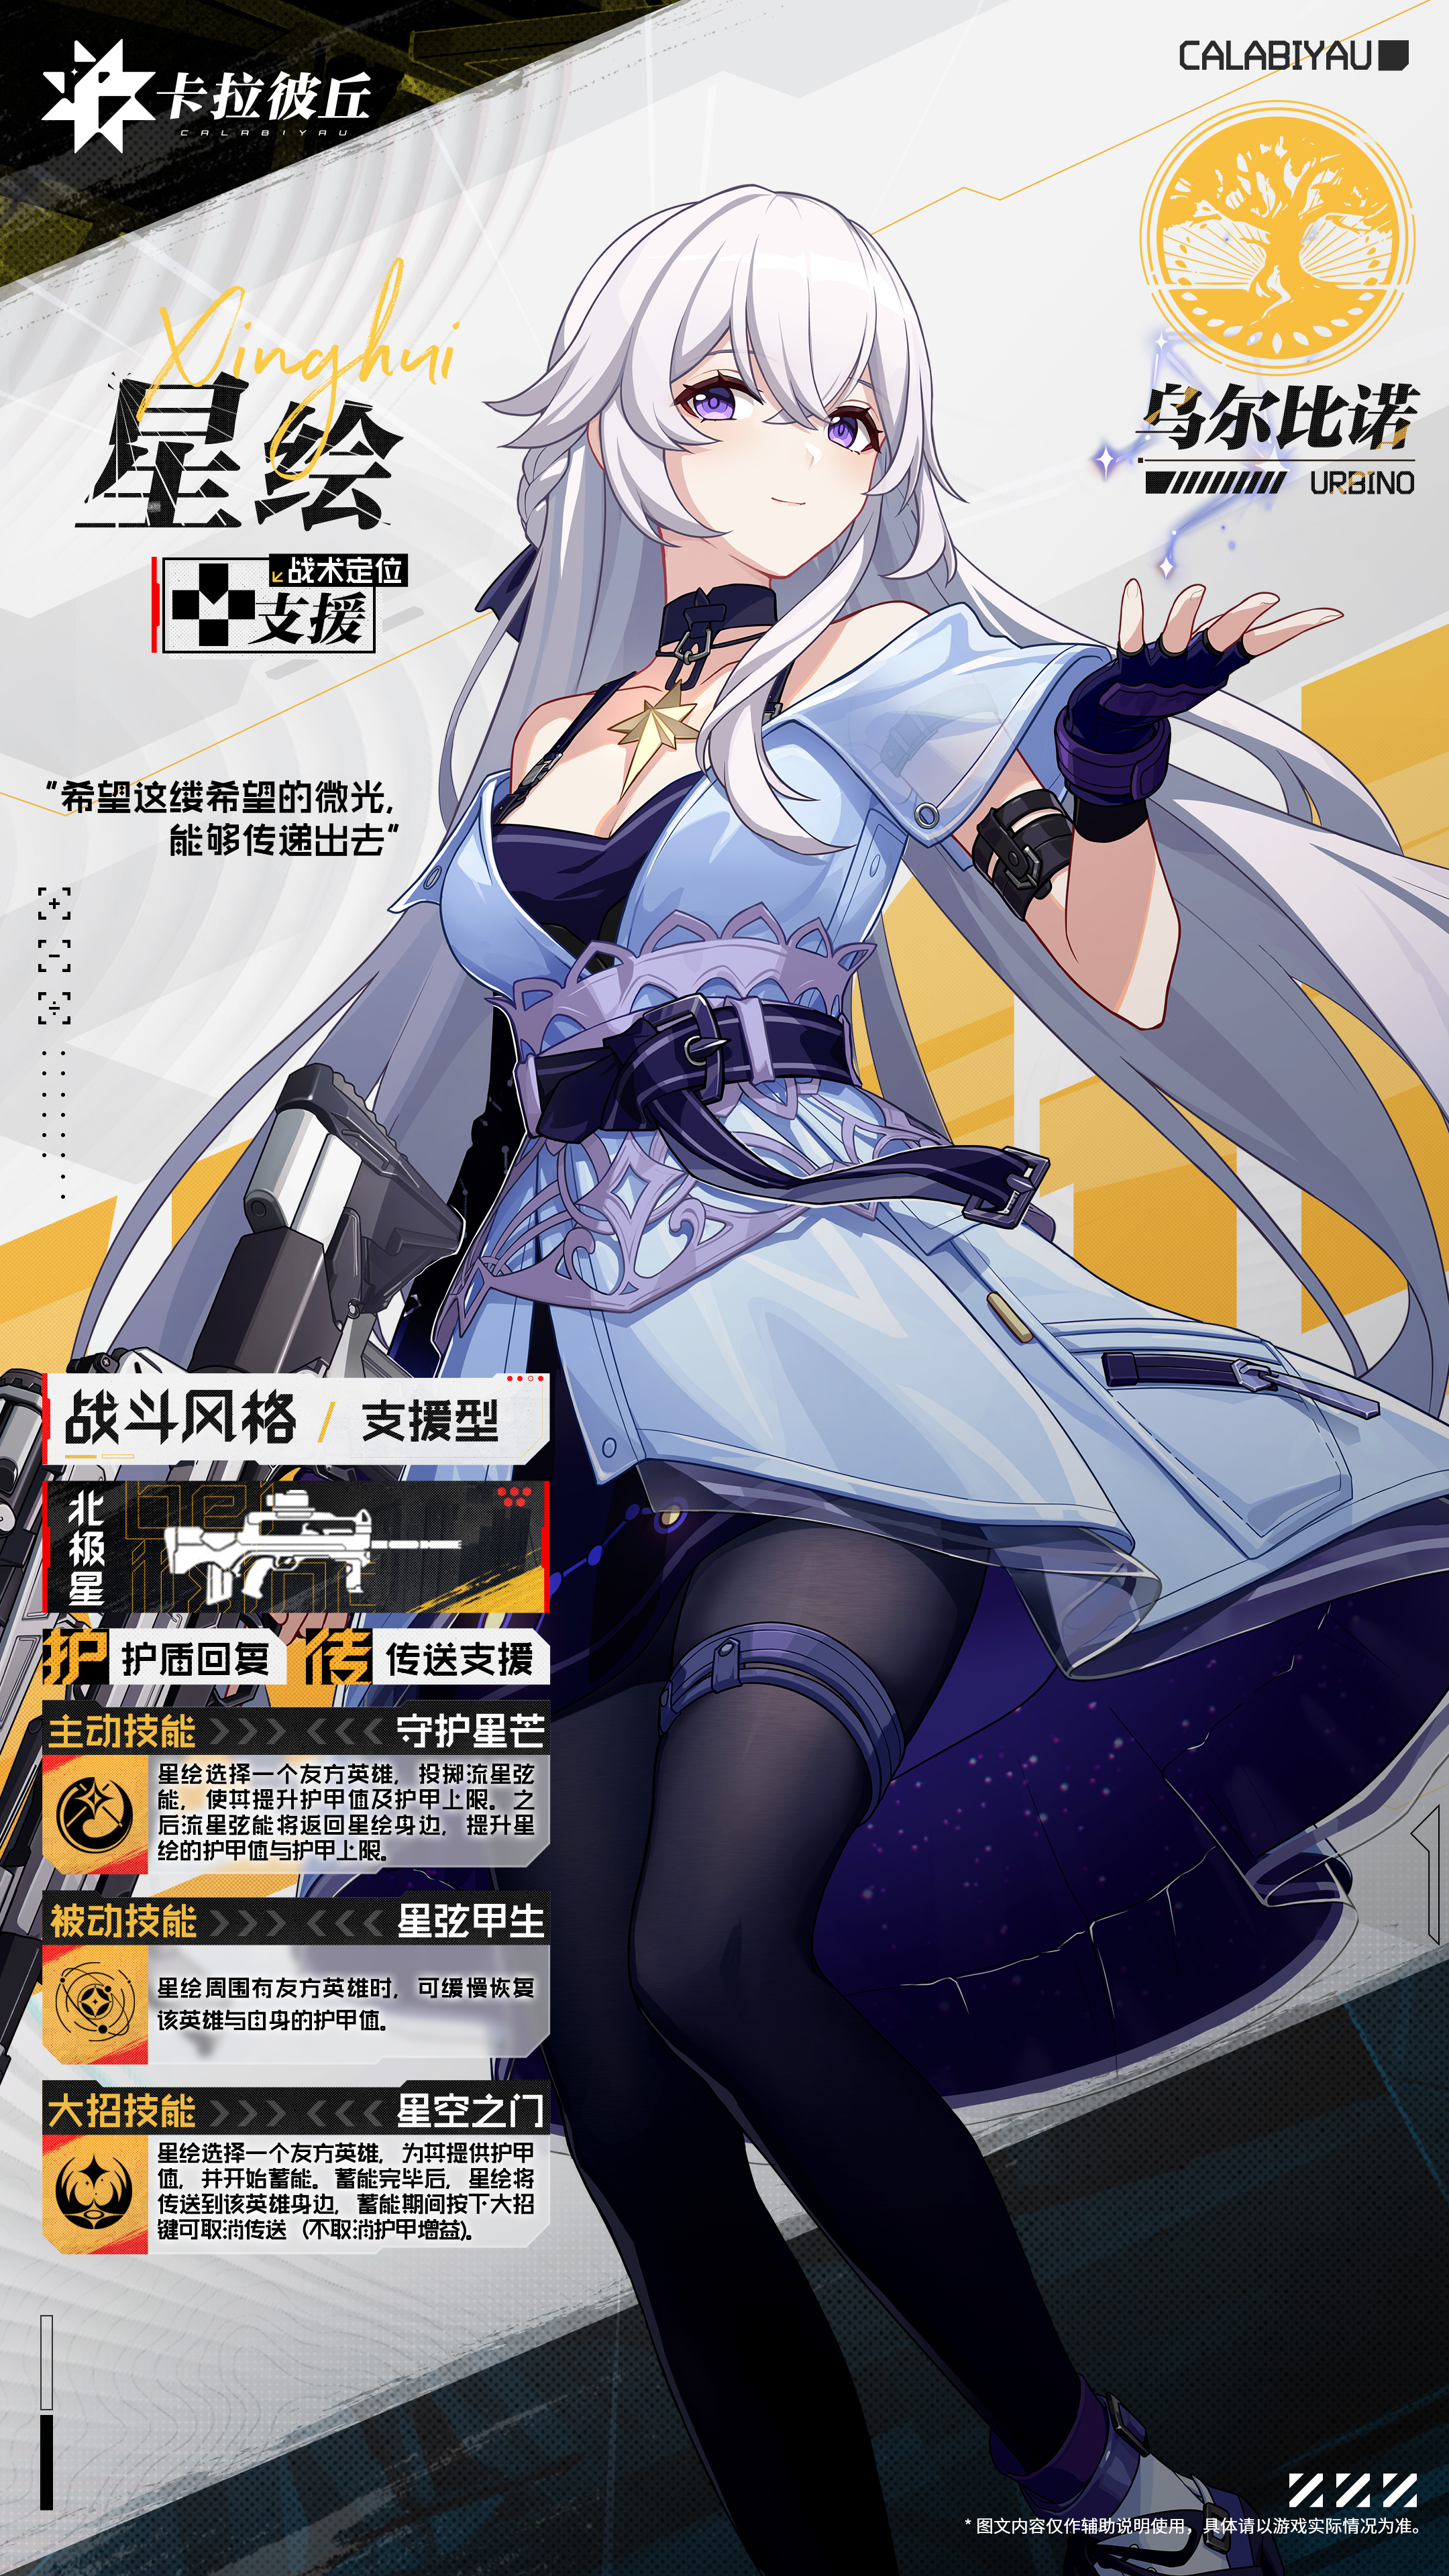 卡拉彼丘
CALABIYAU
CALABIYAU
Xinghui
星绘
战术定位
支援
乌尔比诺
URBINO
"希望这缕希望的微光,
能够传递出去"
战斗风格 / 支援型
北极星
护 护盾回复
传 传送支援
主动技能 守护星芒
星绘选择一个友方英雄，投掷流星弦
能，使其提升护甲值及护甲上限。之
后流星弦能将返回星绘身边，提升星
绘的护甲值与护甲上限。
被动技能 星弦甲生
星绘周围有友方英雄时，可缓慢恢复
该英雄与自身的护甲值。
大招技能 星空之门
星绘选择一个友方英雄，为其提供护甲
值，并开始蓄能。蓄能完毕后，星绘将
传送到该英雄身边，蓄能期间按下大招
键可取消传送（不取消护甲增益）。
* 图文内容仅作辅助说明使用，具体请以游戏实际情况为准。